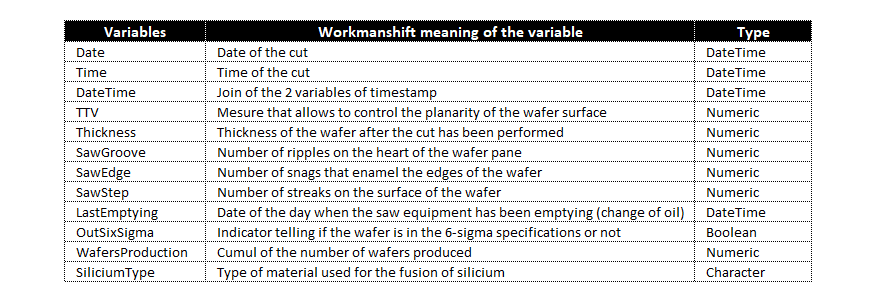 Variables Workmanshift meaning of the variable Type
Date Date of the cut DateTime
Time Time of the cut DateTime
DateTime Join of the 2 variables of timestamp DateTime
TTV Mesure that allows to control the planarity of the wafer surface Numeric
Thickness Thickness of the wafer after the cut has been performed Numeric
SawGroove Number of ripples on the heart of the wafer pane Numeric
SawEdge Number of snags that enamel the edges of the wafer Numeric
SawStep Number of streaks on the surface of the wafer Numeric
LastEmptying Date of the day when the saw equipment has been emptying (change of oil) DateTime
OutSixSigma Indicator telling if the wafer is in the 6-sigma specifications or not Boolean
WafersProduction Cumul of the number of wafers produced Numeric
SiliciumType Type of material used for the fusion of silicium Character